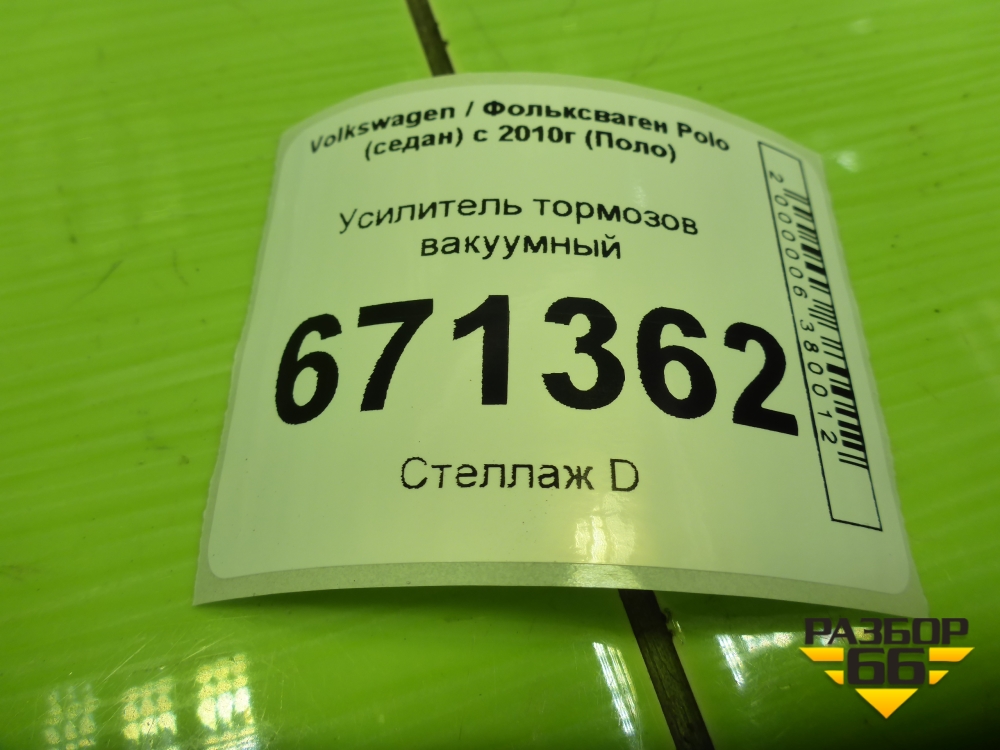 Volkswagen / Фольксваген Polo
(седан) с 2010г (Поло)
Усилитель тормозов
вакуумный
671362
Стеллаж D
2000006380012
РАЗБОР
66